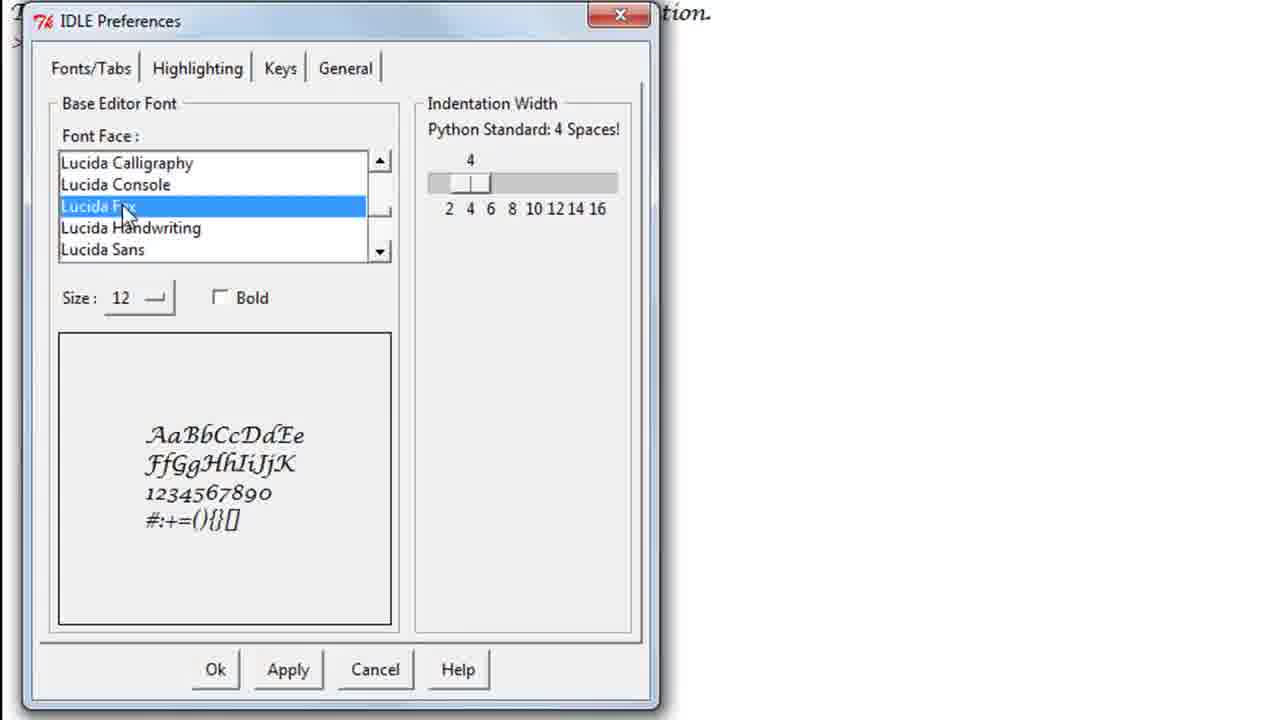 tion.
IDLE Preferences
Fonts/Tabs
Highlighting
Keys
General
Base Editor Font
Font Face :
Lucida Calligraphy
Lucida Console
Lucida Fax
Lucida Handwriting
Lucida Sans
Size : 12
Bold
AaBbCcDdEe
FfGgHhIiJjK
1234567890
#:+=(){}[]
Indentation Width
Python Standard: 4 Spaces!
4
2 4 6 8 10 12 14 16
Ok
Apply
Cancel
Help